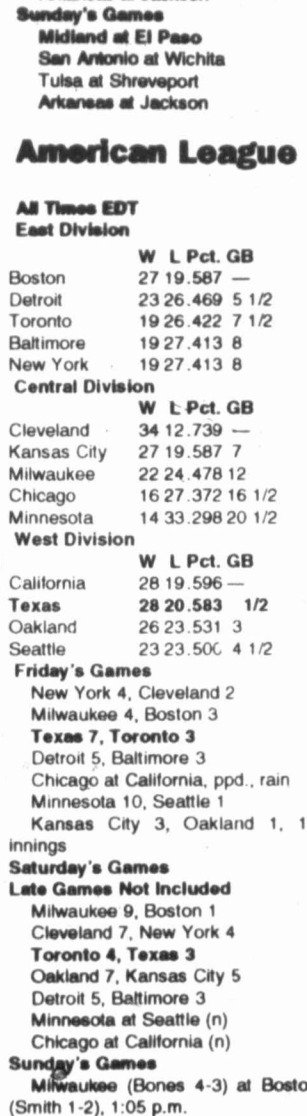 Sunday's Games
Midland at El Paso
San Antonio at Wichita
Tulsa at Shreveport
Arkansas at Jackson
American League
All Times EDT
East Division
W L Pct. GB
Boston 27 19 .587 —
Detroit 23 26 .469 5 1/2
Toronto 19 26 .422 7 1/2
Baltimore 19 27 .413 8
New York 19 27 .413 8
Central Division
W L Pct. GB
Cleveland 34 12 .739 —
Kansas City 27 19 .587 7
Milwaukee 22 24 .478 12
Chicago 16 27 .372 16 1/2
Minnesota 14 33 .298 20 1/2
West Division
W L Pct. GB
California 28 19 .596 —
Texas 28 20 .583 1/2
Oakland 26 23 .531 3
Seattle 23 23 .500 4 1/2
Friday's Games
New York 4, Cleveland 2
Milwaukee 4, Boston 3
Texas 7, Toronto 3
Detroit 5, Baltimore 3
Chicago at California, ppd., rain
Minnesota 10, Seattle 1
Kansas City 3, Oakland 1, 1
innings
Saturday's Games
Late Games Not Included
Milwaukee 9, Boston 1
Cleveland 7, New York 4
Toronto 4, Texas 3
Oakland 7, Kansas City 5
Detroit 5, Baltimore 3
Minnesota at Seattle (n)
Chicago at California (n)
Sunday's Games
Milwaukee (Bones 4-3) at Bosto
(Smith 1-2), 1:05 p.m.